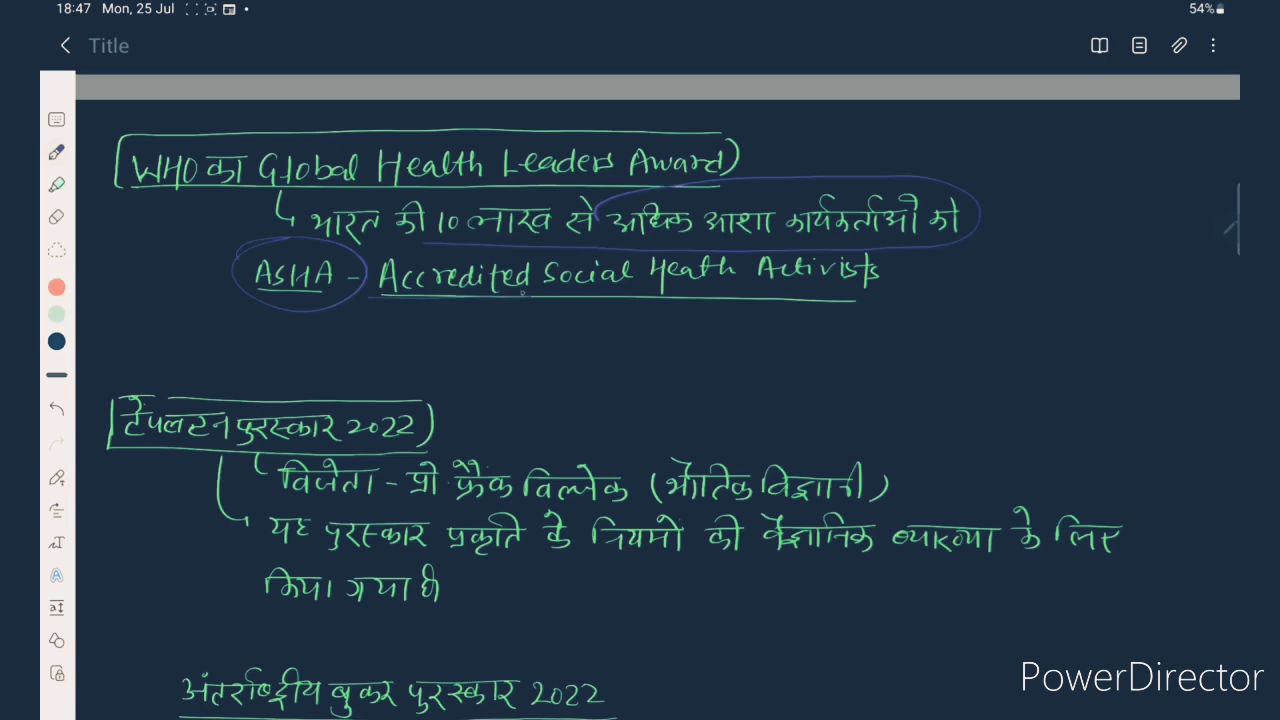 18:47 Mon, 25 Jul
54%
Title
WHO का Global Health Leaders Award
भारत की 10 लाख से अधिक आशा कार्यकर्ताओं को
ASHA - Accredited Social Health Activists
टेंपलटन पुरस्कार 2022
विजेता - प्रो फ्रैंक विल्जेक (भौतिक विज्ञानी)
यह पुरस्कार प्रकृति के नियमो की वैज्ञानिक व्याख्या के लिए
किया गया है
अंतर्राष्ट्रीय बुकर पुरस्कार 2022
PowerDirector